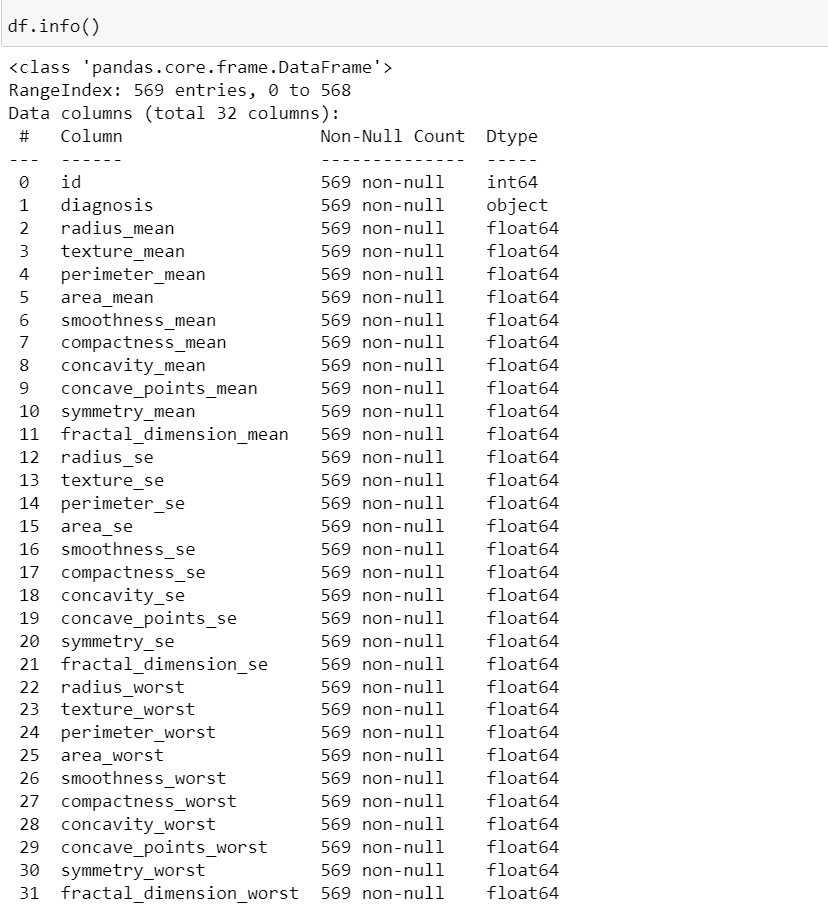 df.info()
<class 'pandas.core.frame.DataFrame'>
RangeIndex: 569 entries, 0 to 568
Data columns (total 32 columns):
 #   Column                   Non-Null Count  Dtype
---  ------                   --------------  -----
 0   id                       569 non-null    int64
 1   diagnosis                569 non-null    object
 2   radius_mean              569 non-null    float64
 3   texture_mean             569 non-null    float64
 4   perimeter_mean           569 non-null    float64
 5   area_mean                569 non-null    float64
 6   smoothness_mean          569 non-null    float64
 7   compactness_mean         569 non-null    float64
 8   concavity_mean           569 non-null    float64
 9   concave_points_mean      569 non-null    float64
 10  symmetry_mean            569 non-null    float64
 11  fractal_dimension_mean   569 non-null    float64
 12  radius_se                569 non-null    float64
 13  texture_se               569 non-null    float64
 14  perimeter_se             569 non-null    float64
 15  area_se                  569 non-null    float64
 16  smoothness_se            569 non-null    float64
 17  compactness_se           569 non-null    float64
 18  concavity_se             569 non-null    float64
 19  concave_points_se        569 non-null    float64
 20  symmetry_se              569 non-null    float64
 21  fractal_dimension_se     569 non-null    float64
 22  radius_worst             569 non-null    float64
 23  texture_worst            569 non-null    float64
 24  perimeter_worst          569 non-null    float64
 25  area_worst               569 non-null    float64
 26  smoothness_worst         569 non-null    float64
 27  compactness_worst        569 non-null    float64
 28  concavity_worst          569 non-null    float64
 29  concave_points_worst     569 non-null    float64
 30  symmetry_worst           569 non-null    float64
 31  fractal_dimension_worst  569 non-null    float64